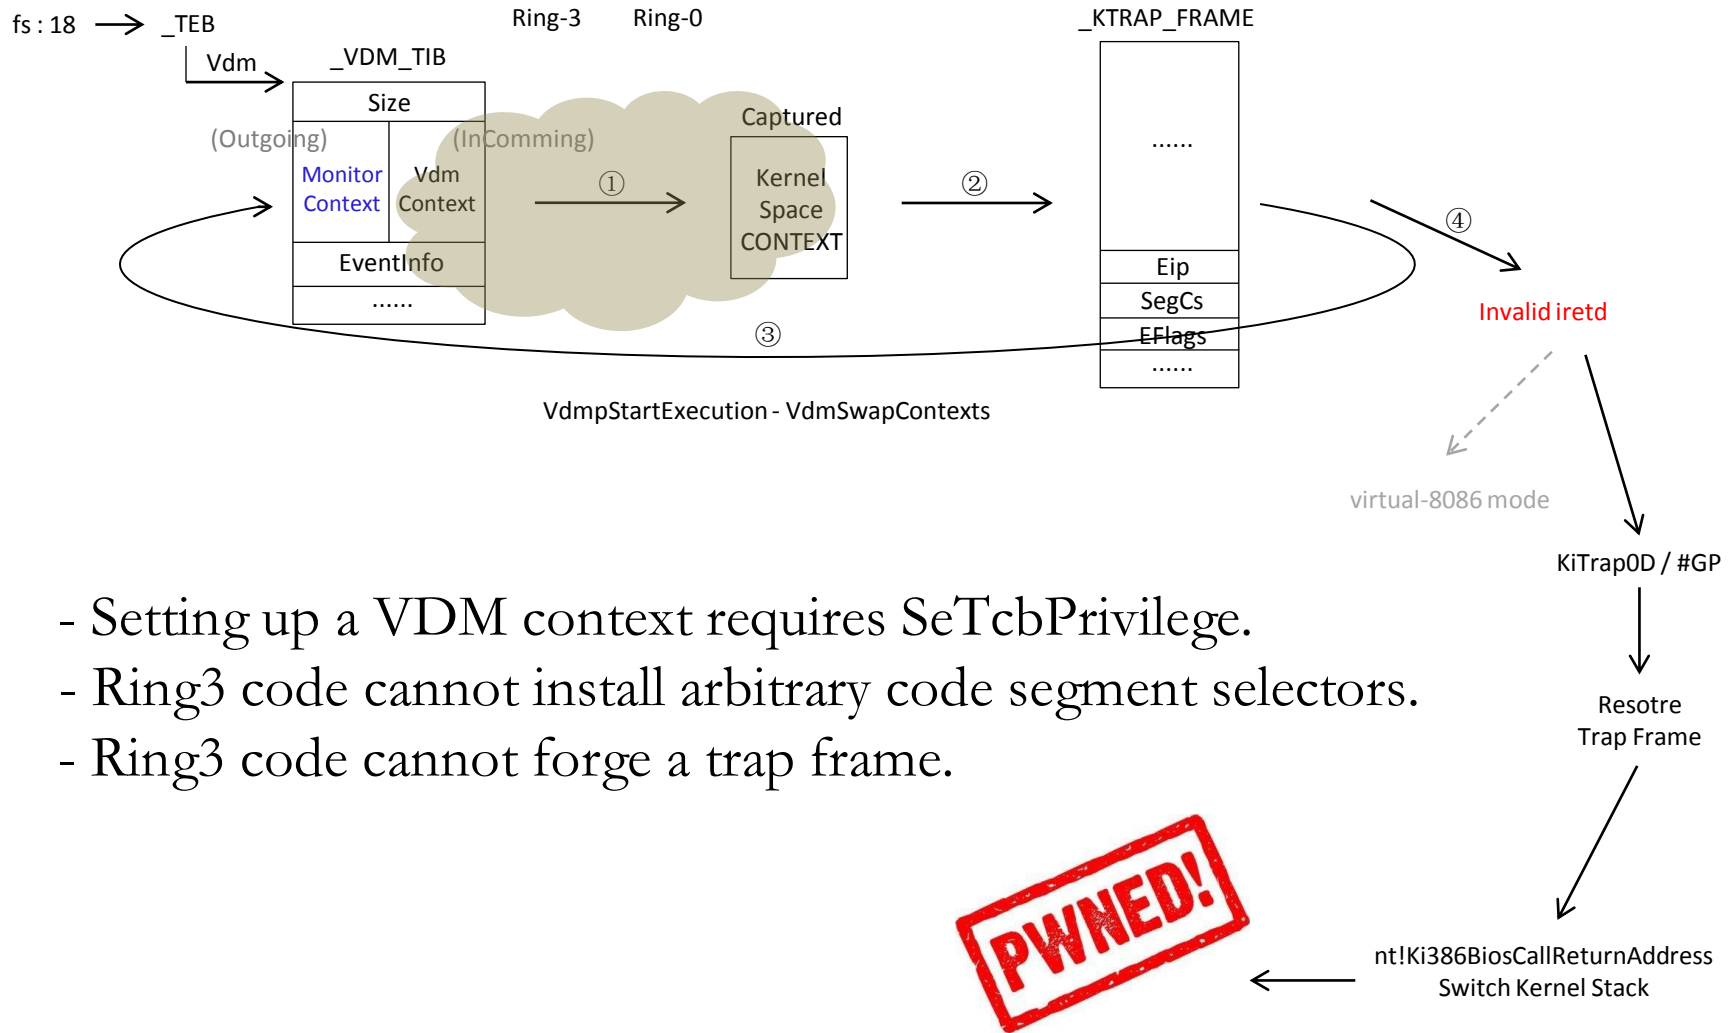 fs : 18
_TEB
Ring-3
Ring-0
_KTRAP_FRAME
Vdm
_VDM_TIB
Size
(Outgoing)
(InComming)
Monitor
Context
Vdm
Context
EventInfo
......
①
Captured
Kernel
Space
CONTEXT
②
......
Eip
SegCs
EFlags
......
③
④
Invalid iretd
VdmpStartExecution - VdmSwapContexts
virtual-8086 mode
KiTrap0D / #GP
- Setting up a VDM context requires SeTcbPrivilege.
- Ring3 code cannot install arbitrary code segment selectors.
- Ring3 code cannot forge a trap frame.
Resotre
Trap Frame
PWNED!
nt!Ki386BiosCallReturnAddress
Switch Kernel Stack